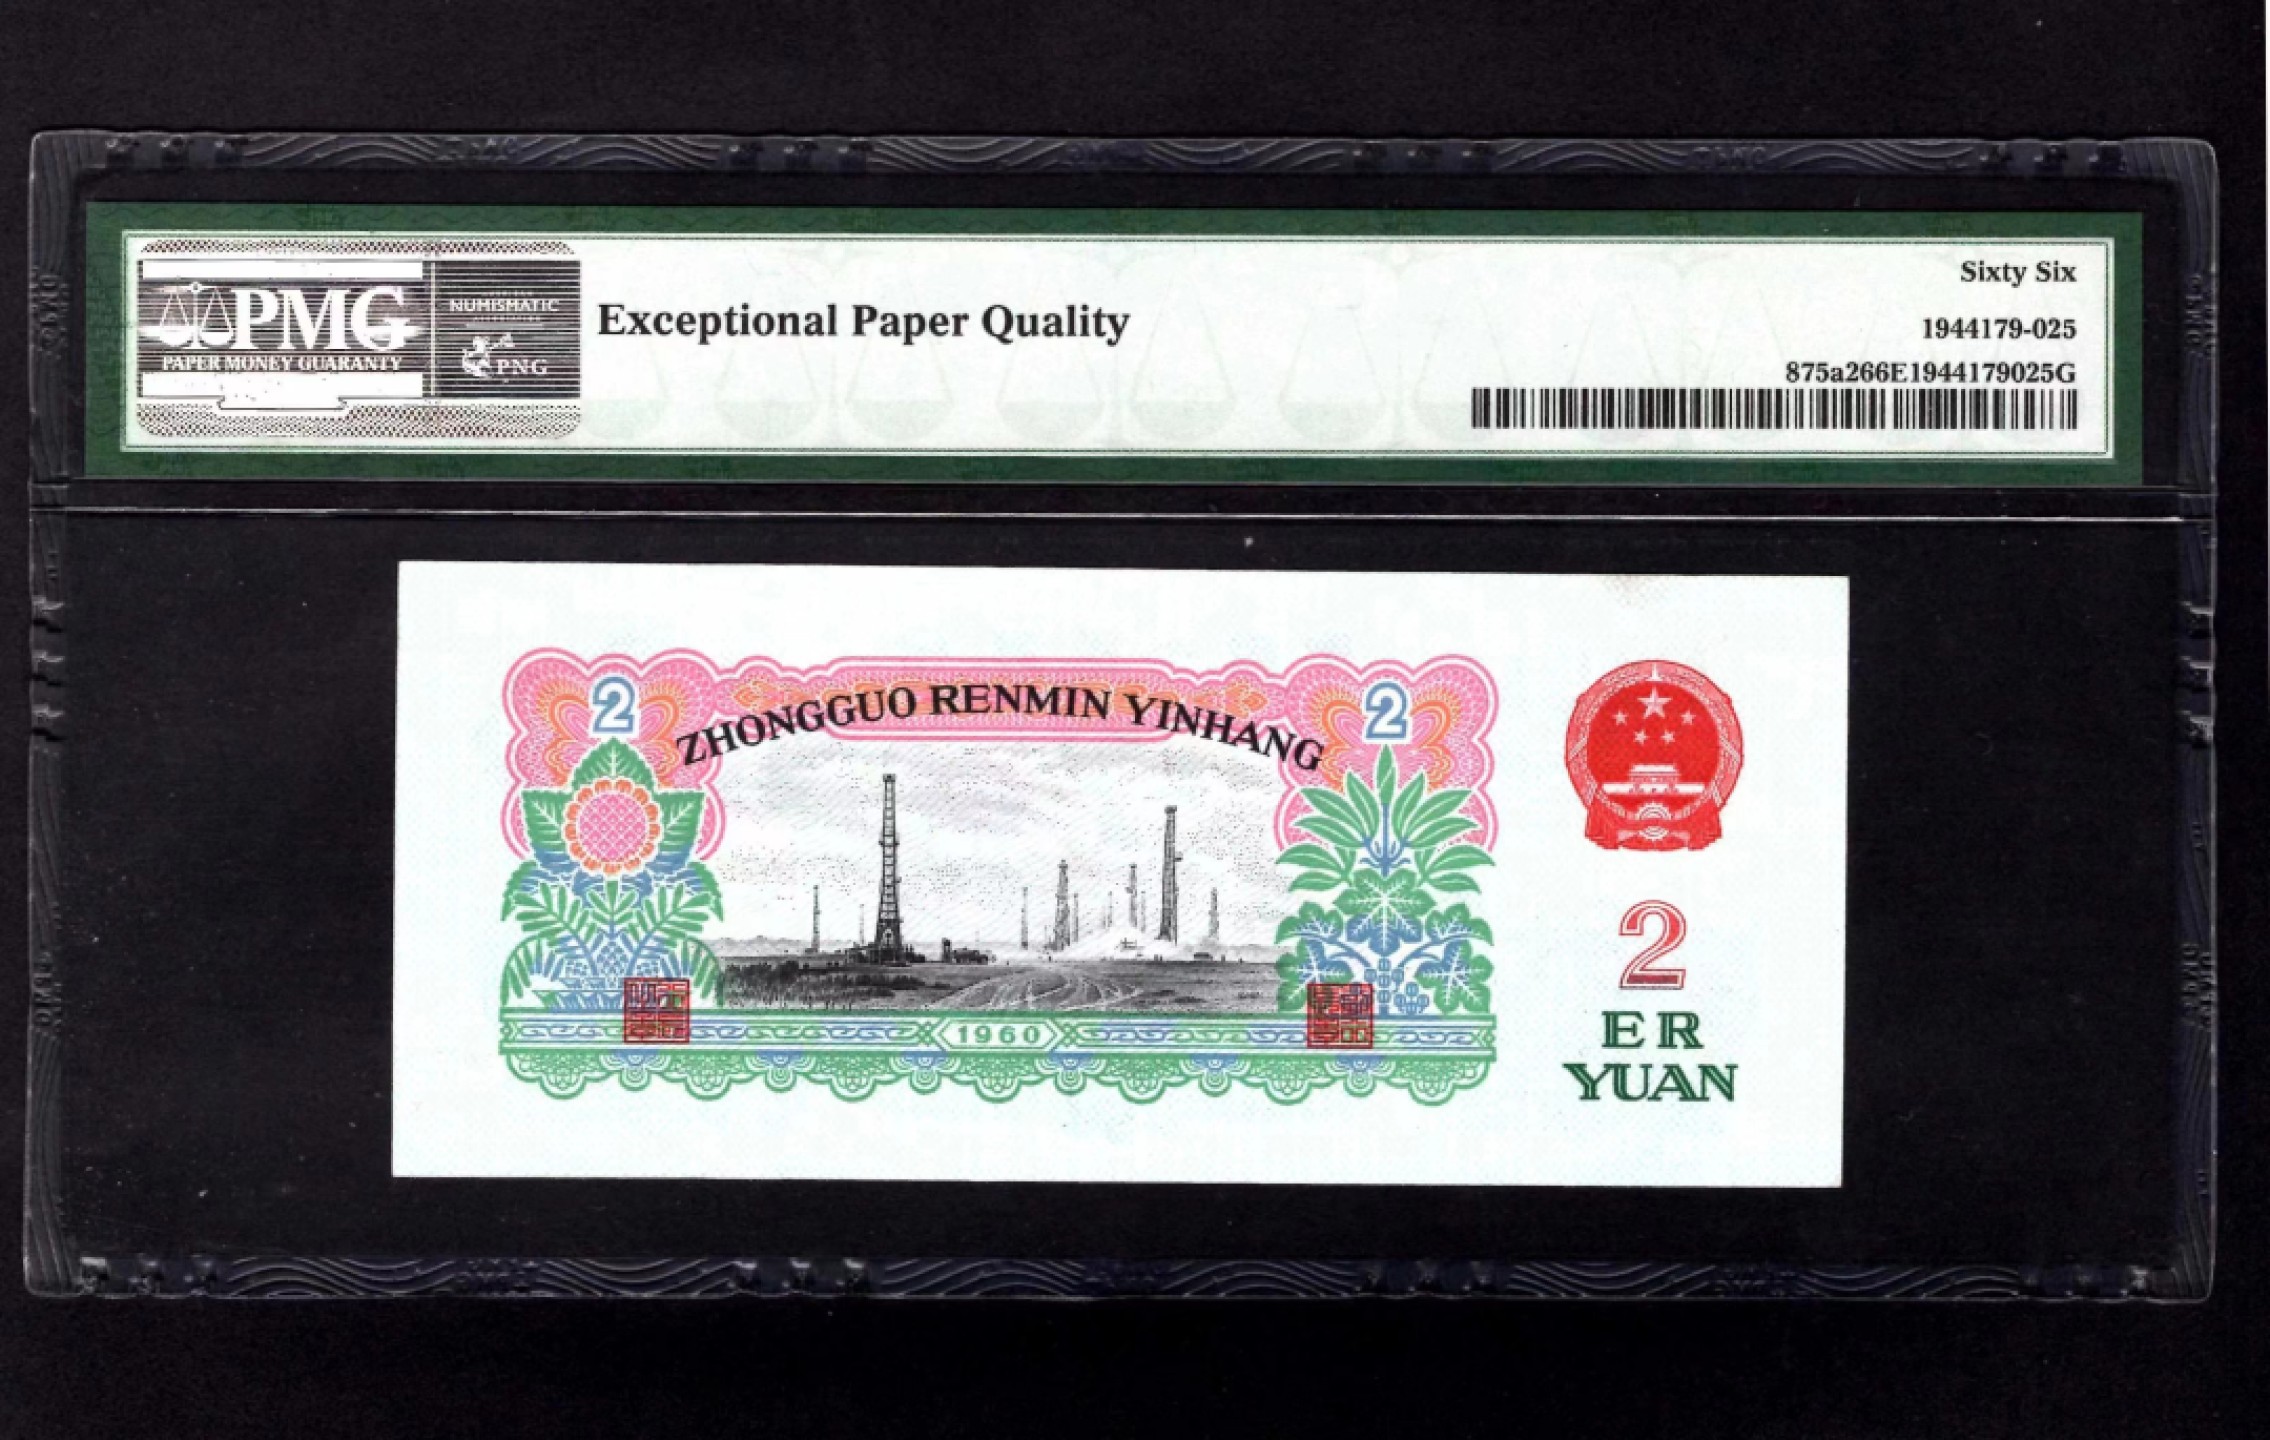 PMG
PAPER MONEY GUARANTY
NUMISMATIC
PNG
Exceptional Paper Quality
Sixty Six
1944179-025
875a266E1944179025G
2
2
ZHONGGUO RENMIN YINHANG
1960
2
ER
YUAN